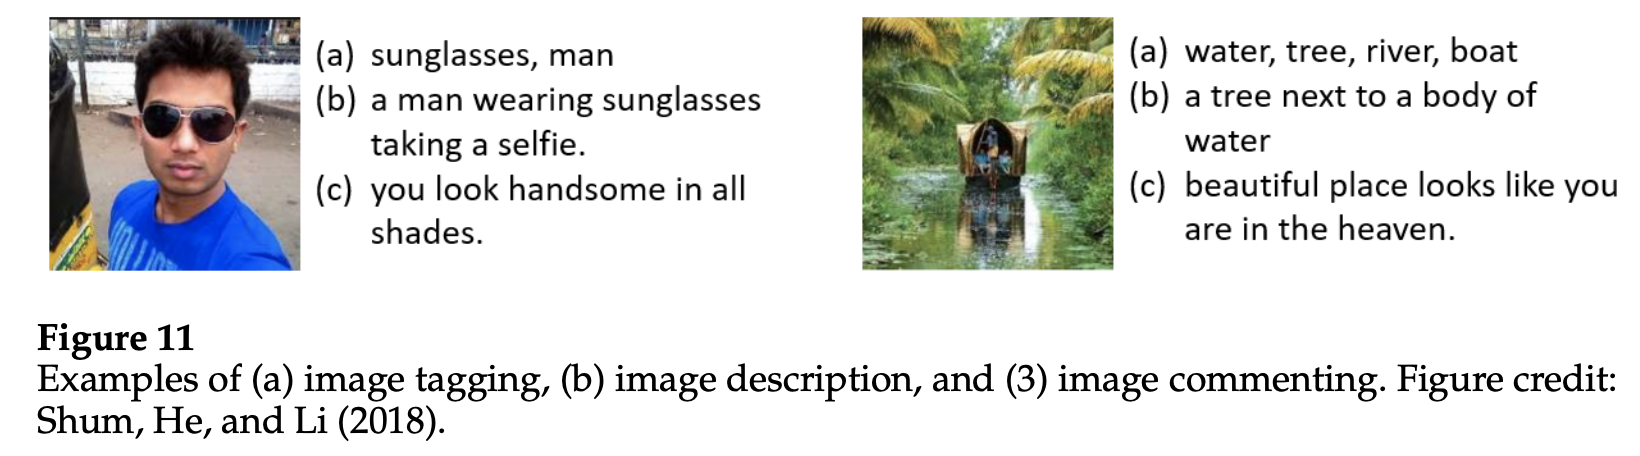 (a) sunglasses, man
(b) a man wearing sunglasses
taking a selfie.
(c) you look handsome in all
shades.
(a) water, tree, river, boat
(b) a tree next to a body of
water
(c) beautiful place looks like you
are in the heaven.
Figure 11
Examples of (a) image tagging, (b) image description, and (3) image commenting. Figure credit:
Shum, He, and Li (2018).